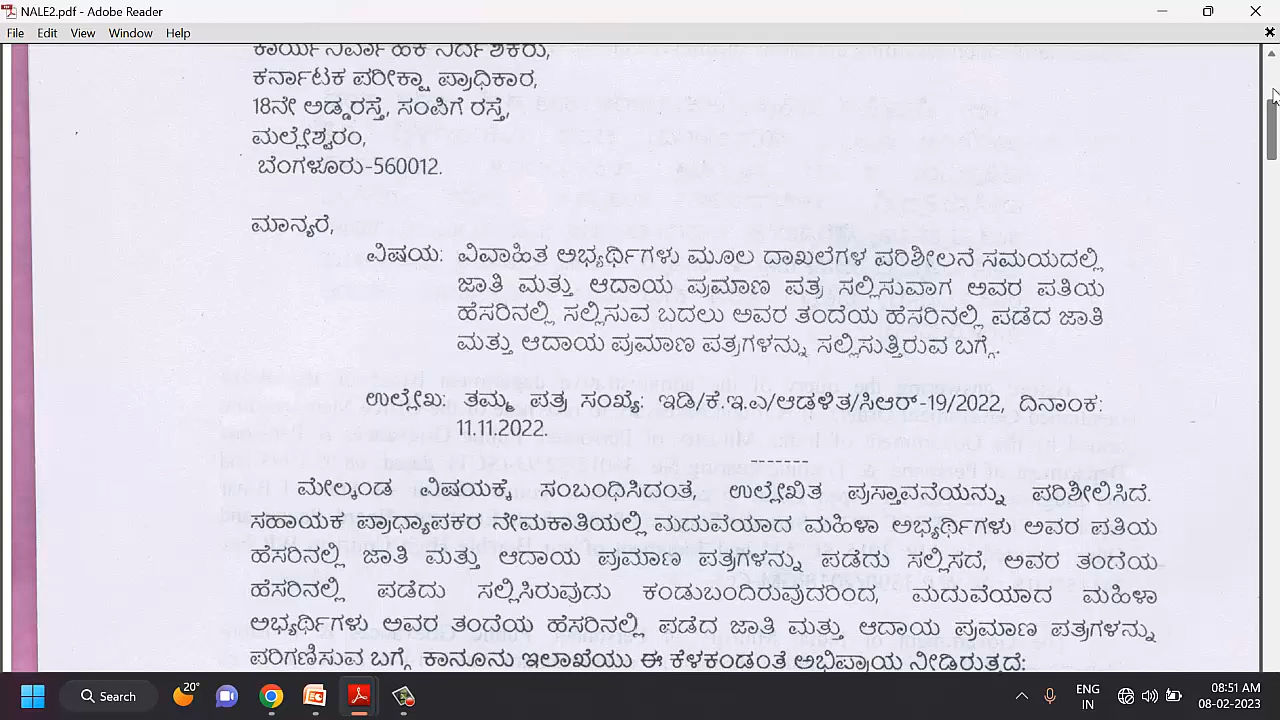 NALE2.pdf - Adobe Reader
File Edit View Window Help
ಕಾರ್ಯನಿರ್ವಾಹಕ ನಿರ್ದೇಶಕರು,
ಕರ್ನಾಟಕ ಪರೀಕ್ಷಾ ಪ್ರಾಧಿಕಾರ,
18ನೇ ಅಡ್ಡರಸ್ತೆ, ಸಂಪಿಗೆ ರಸ್ತೆ,
ಮಲ್ಲೇಶ್ವರಂ,
ಬೆಂಗಳೂರು-560012.
ಮಾನ್ಯರೆ,
ವಿಷಯ: ವಿವಾಹಿತ ಅಭ್ಯರ್ಥಿಗಳು ಮೂಲ ದಾಖಲೆಗಳ ಪರಿಶೀಲನೆ ಸಮಯದಲ್ಲಿ
ಜಾತಿ ಮತ್ತು ಆದಾಯ ಪ್ರಮಾಣ ಪತ್ರ ಸಲ್ಲಿಸುವಾಗ ಅವರ ಪತಿಯ
ಹೆಸರಿನಲ್ಲಿ ಸಲ್ಲಿಸುವ ಬದಲು ಅವರ ತಂದೆಯ ಹೆಸರಿನಲ್ಲಿ ಪಡೆದ ಜಾತಿ
ಮತ್ತು ಆದಾಯ ಪ್ರಮಾಣ ಪತ್ರಗಳನ್ನು ಸಲ್ಲಿಸುತ್ತಿರುವ ಬಗ್ಗೆ.
ಉಲ್ಲೇಖ: ತಮ್ಮ ಪತ್ರ ಸಂಖ್ಯೆ: ಇಡಿ/ಕೆ.ಇ.ಎ/ಆಡಳಿತ/ಸಿಆರ್-19/2022, ದಿನಾಂಕ:
11.11.2022.
-------
ಮೇಲ್ಕಂಡ ವಿಷಯಕ್ಕೆ ಸಂಬಂಧಿಸಿದಂತೆ, ಉಲ್ಲೇಖಿತ ಪ್ರಸ್ತಾವನೆಯನ್ನು ಪರಿಶೀಲಿಸಿದೆ.
ಸಹಾಯಕ ಪ್ರಾಧ್ಯಾಪಕರ ನೇಮಕಾತಿಯಲ್ಲಿ ಮದುವೆಯಾದ ಮಹಿಳಾ ಅಭ್ಯರ್ಥಿಗಳು ಅವರ ಪತಿಯ
ಹೆಸರಿನಲ್ಲಿ ಜಾತಿ ಮತ್ತು ಆದಾಯ ಪ್ರಮಾಣ ಪತ್ರಗಳನ್ನು ಪಡೆದು ಸಲ್ಲಿಸದೆ, ಅವರ ತಂದೆಯ
ಹೆಸರಿನಲ್ಲಿ ಪಡೆದು ಸಲ್ಲಿಸಿರುವುದು ಕಂಡುಬಂದಿರುವುದರಿಂದ, ಮದುವೆಯಾದ ಮಹಿಳಾ
ಅಭ್ಯರ್ಥಿಗಳು ಅವರ ತಂದೆಯ ಹೆಸರಿನಲ್ಲಿ ಪಡೆದ ಜಾತಿ ಮತ್ತು ಆದಾಯ ಪ್ರಮಾಣ ಪತ್ರಗಳನ್ನು
ಪರಿಗಣಿಸುವ ಬಗ್ಗೆ ಕಾನೂನು ಇಲಾಖೆಯು ಈ ಕೆಳಕಂಡಂತೆ ಅಭಿಪ್ರಾಯ ನೀಡಿರುತ್ತದೆ:
Search
20°
ENG
IN
08:51 AM
08-02-2023